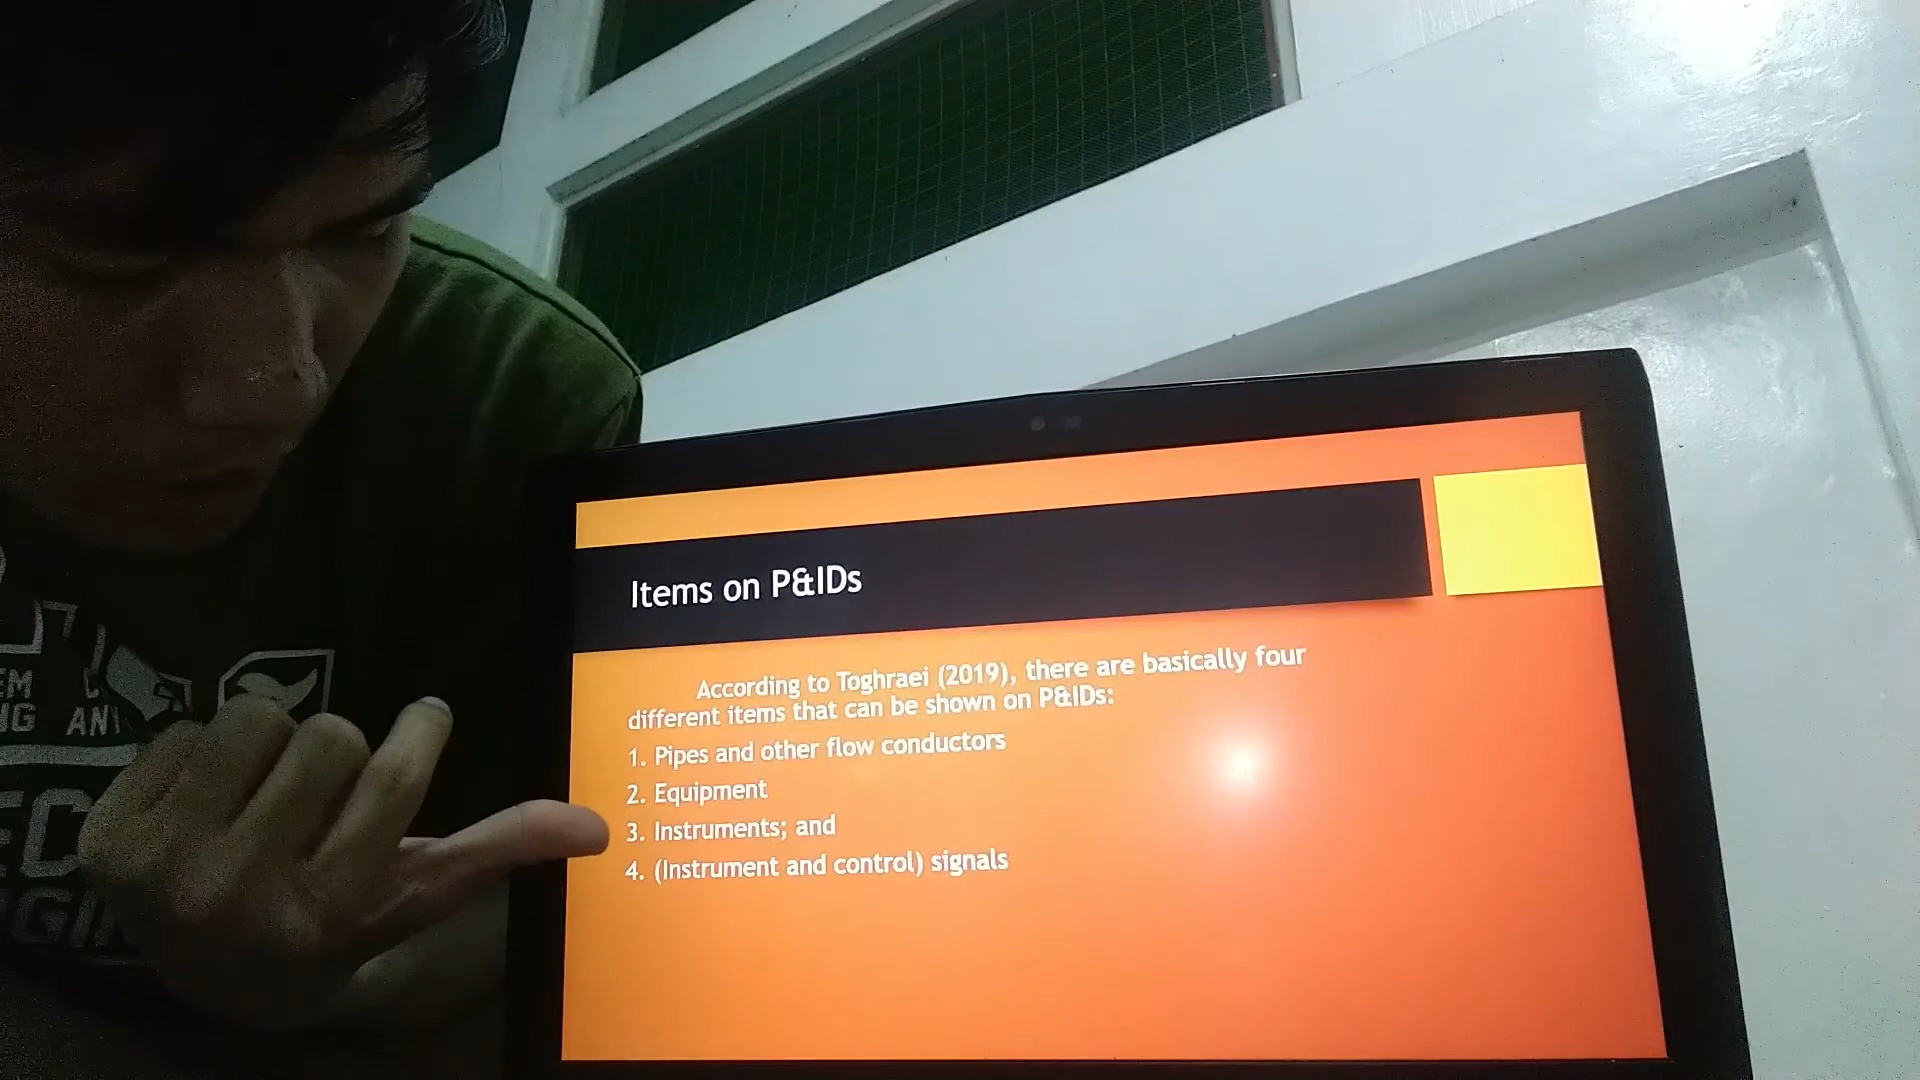 Items on P&IDs
According to Toghraei (2019), there are basically four
different items that can be shown on P&IDs:
1. Pipes and other flow conductors
2. Equipment
3. Instruments; and
4. (Instrument and control) signals